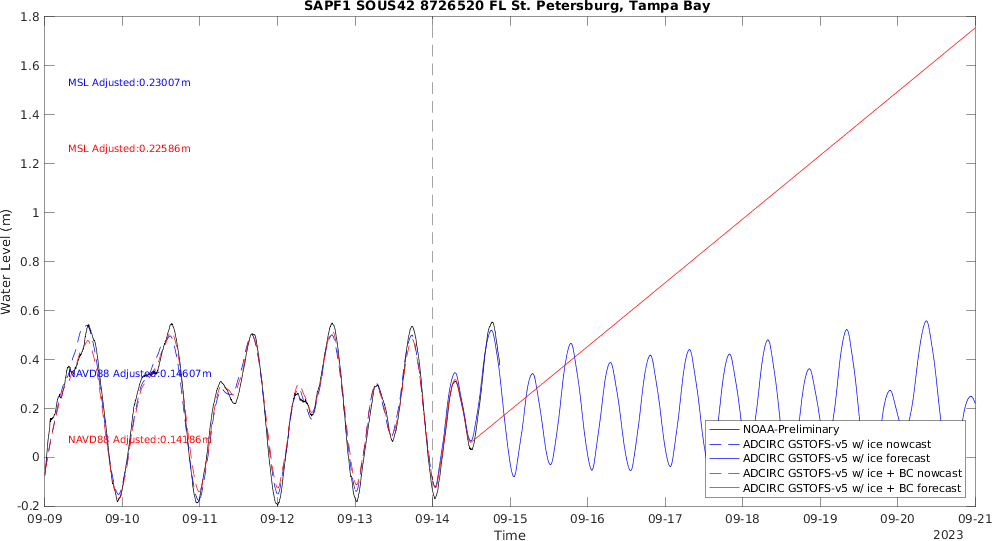 SAPF1 SOUS42 8726520 FL St. Petersburg, Tampa Bay
1.8
1.6
1.4
1.2
1
0.8
0.6
0.4
0.2
0
-0.2
Water Level (m)
MSL Adjusted:0.23007m
MSL Adjusted:0.22586m
NAVD88 Adjusted:0.14607m
NAVD88 Adjusted:0.14186m
NOAA-Preliminary
ADCIRC GSTOFS-v5 w/ ice nowcast
ADCIRC GSTOFS-v5 w/ ice forecast
ADCIRC GSTOFS-v5 w/ ice + BC nowcast
ADCIRC GSTOFS-v5 w/ ice + BC forecast
09-09 09-10 09-11 09-12 09-13 09-14 09-15 09-16 09-17 09-18 09-19 09-20 09-21
Time
2023